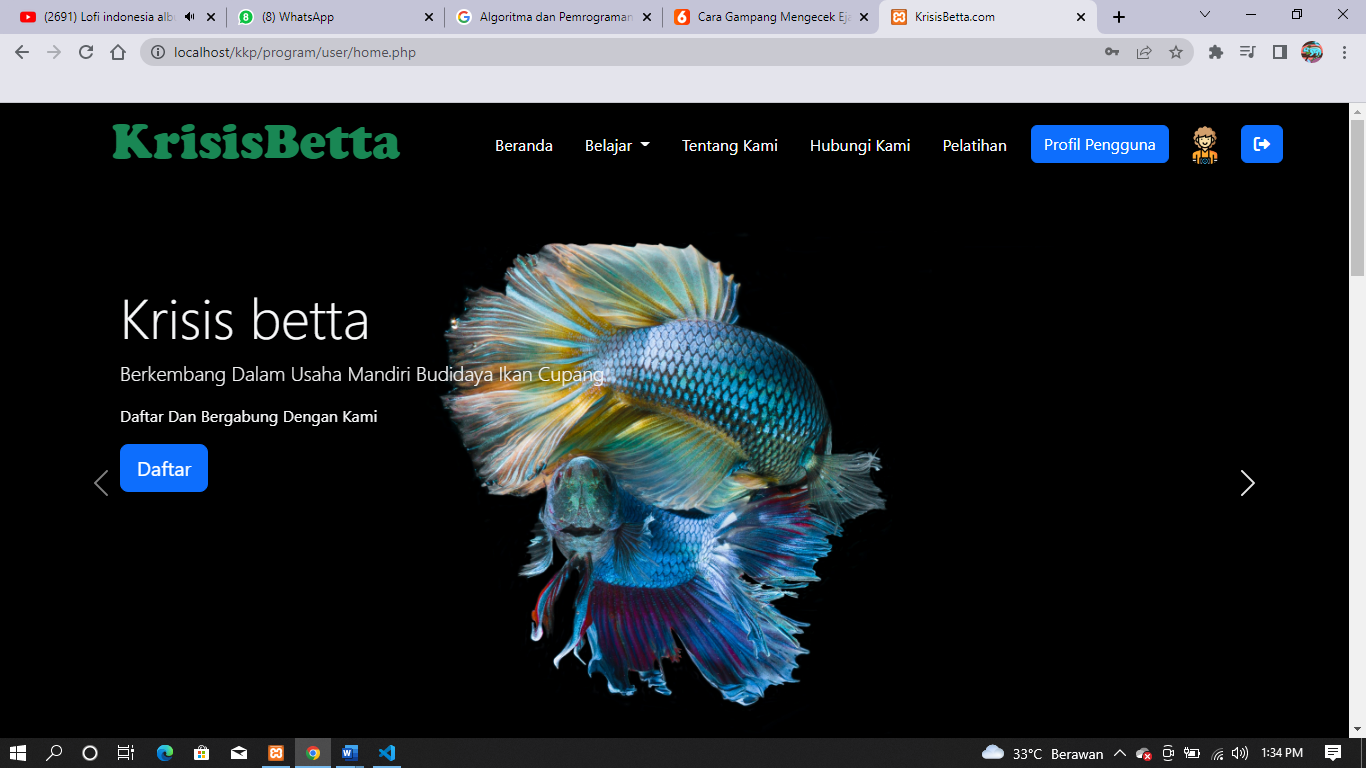 (2691) Lofi indonesia alb
(8) WhatsApp
Algoritma dan Pemrograman
Cara Gampang Mengecek Eja
KrisisBetta.com
localhost/kkp/program/user/home.php
KrisisBetta
Beranda
Belajar
Tentang Kami
Hubungi Kami
Pelatihan
Profil Pengguna
Krisis betta
Berkembang Dalam Usaha Mandiri Budidaya Ikan Cupang
Daftar Dan Bergabung Dengan Kami
Daftar
33°C Berawan
1:34 PM